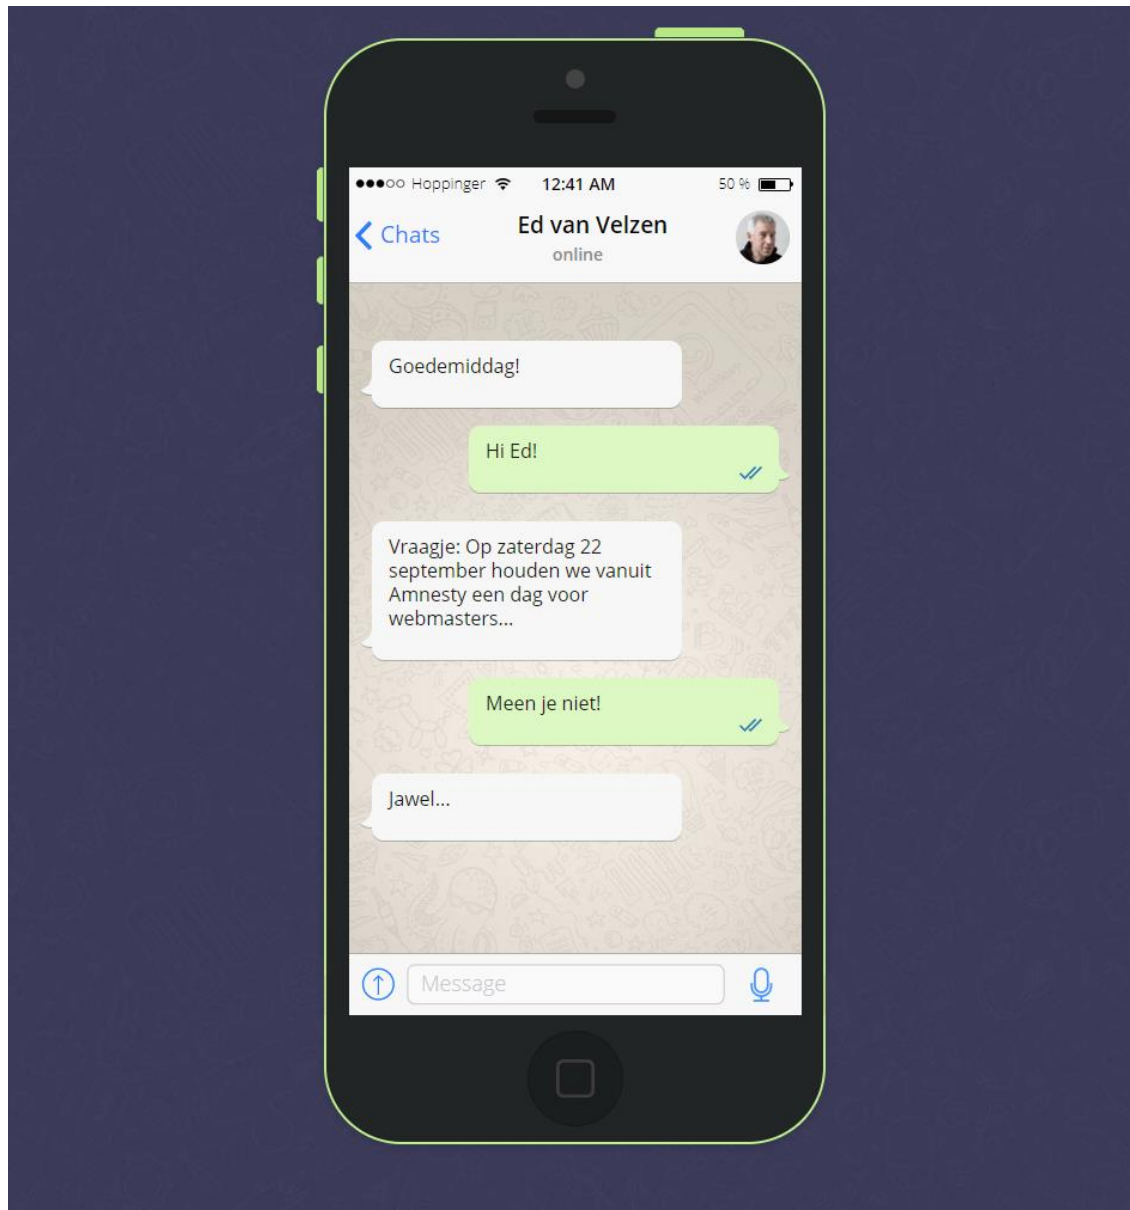 Hoppinger 12:41 AM 50 %
Chats
Ed van Velzen
online
Goedemiddag!
Hi Ed!
Vraagje: Op zaterdag 22
september houden we vanuit
Amnesty een dag voor
webmasters...
Meen je niet!
Jawel...
Message